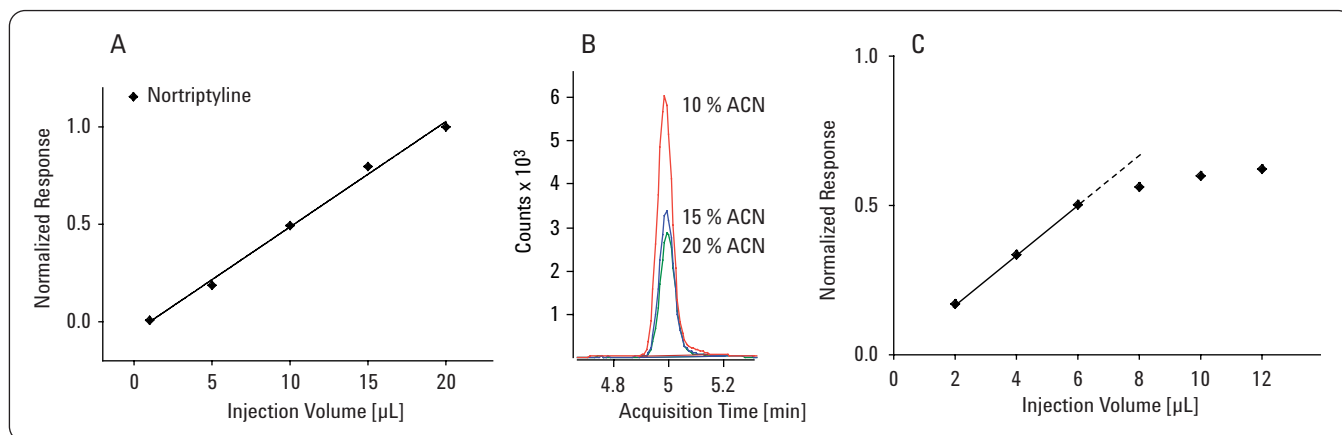 A
Nortriptyline
Normalized Response
1.0
0.5
0.0
0 5 10 15 20
Injection Volume [µL]
B
Counts x 10³
6
5
4
3
2
1
10 % ACN
15 % ACN
20 % ACN
4.8 5 5.2
Acquisition Time [min]
C
Normalized Response
1.0
0.5
0.0
0 2 4 6 8 10 12
Injection Volume [µL]